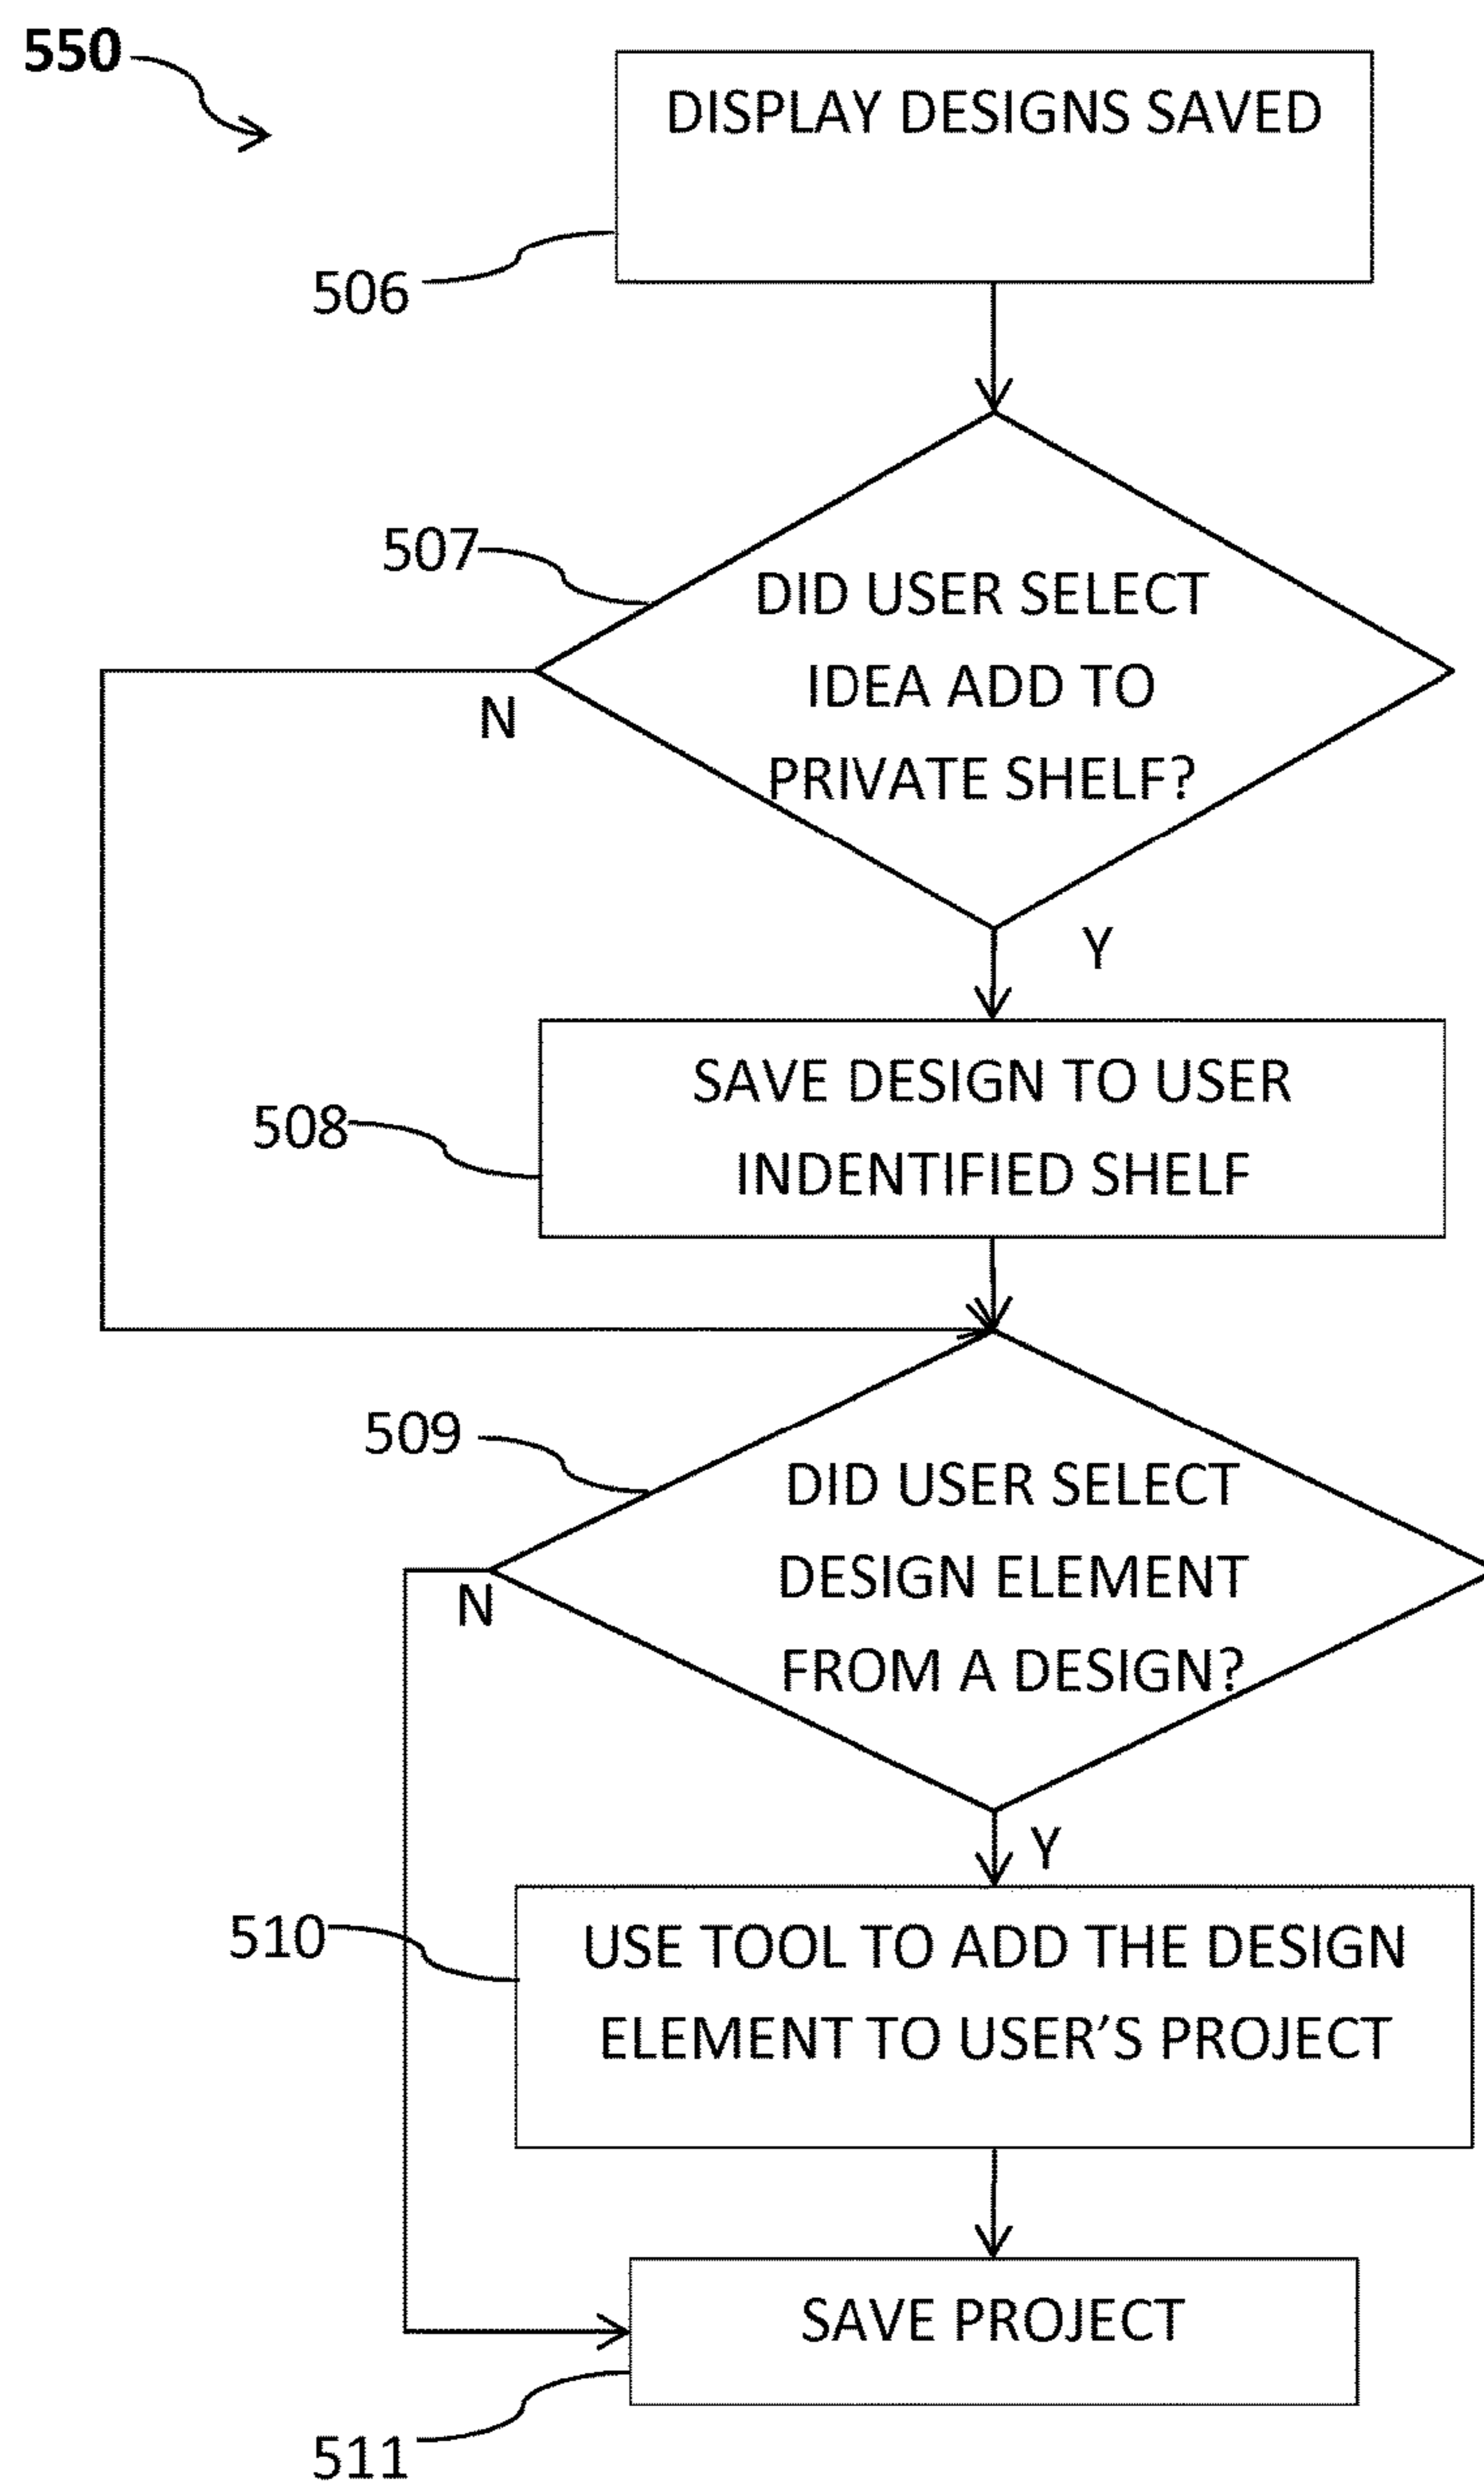 550
DISPLAY DESIGNS SAVED
506
507
DID USER SELECT
IDEA ADD TO
PRIVATE SHELF?
N
Y
SAVE DESIGN TO USER
INDENTIFIED SHELF
508
509
DID USER SELECT
DESIGN ELEMENT
FROM A DESIGN?
N
Y
510
USE TOOL TO ADD THE DESIGN
ELEMENT TO USER’S PROJECT
SAVE PROJECT
511